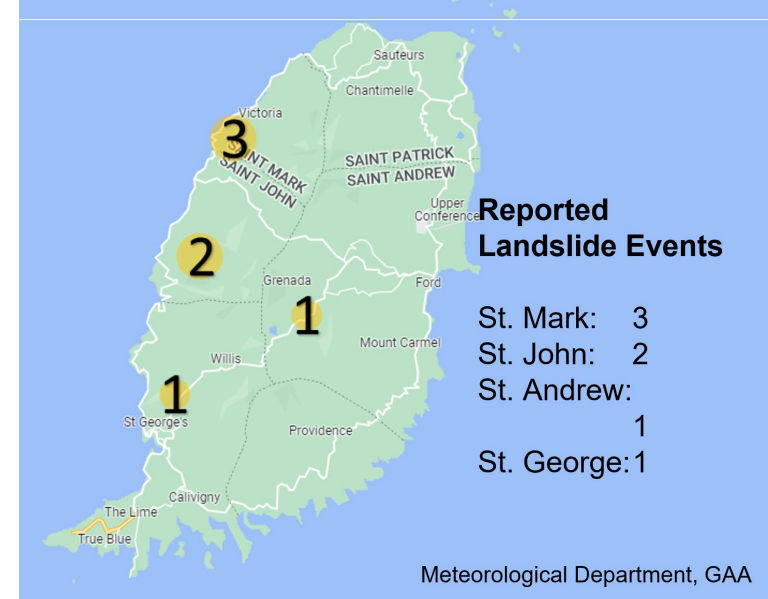 Sauteurs
Chantimelle
Victoria
3
SAINT MARK
SAINT JOHN
SAINT PATRICK
SAINT ANDREW
Upper
Conference
Reported
Landslide Events
2
Grenada
Ford
1
St. Mark: 3
St. John: 2
St. Andrew:
1
St. George:1
Mount Carmel
Willis
1
St George's
Providence
Calivigny
The Lime
True Blue
Meteorological Department, GAA